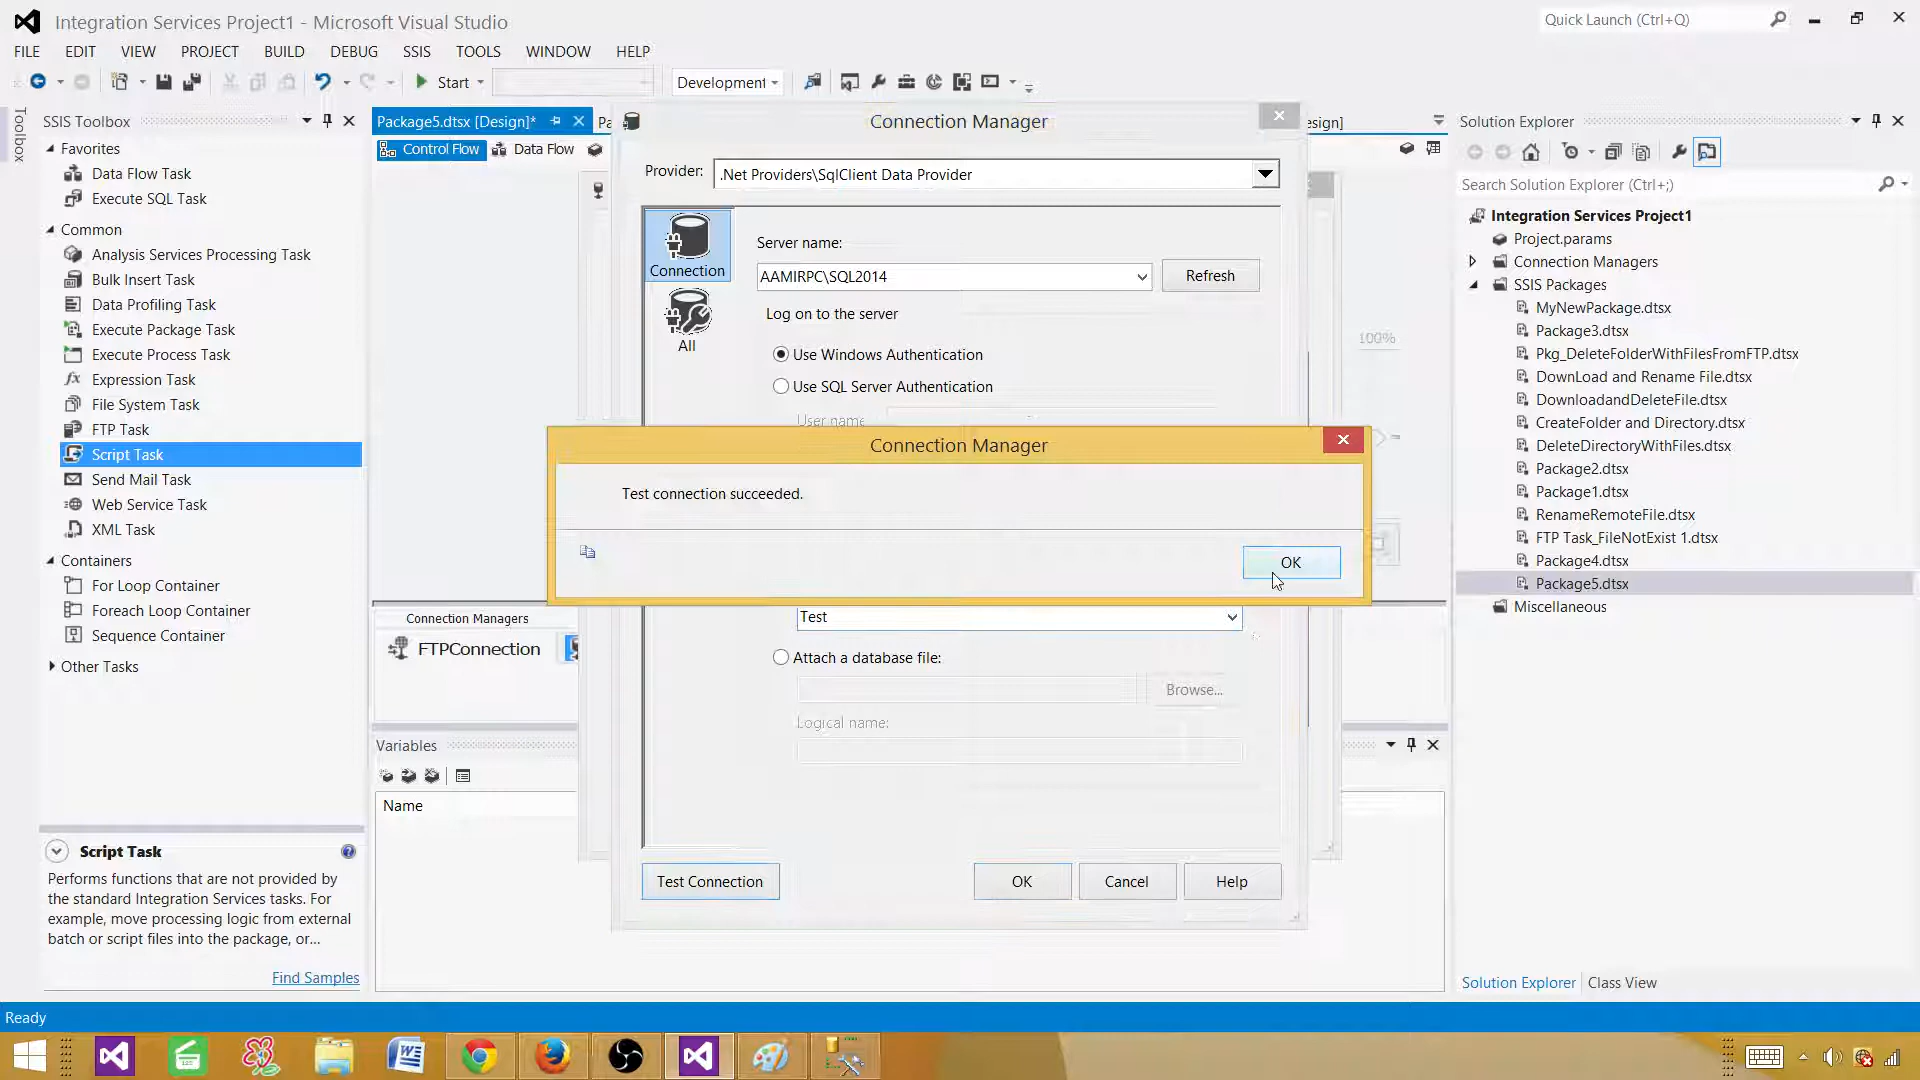 Integration Services Project1 - Microsoft Visual Studio
Quick Launch (Ctrl+Q)
FILE EDIT VIEW PROJECT BUILD DEBUG SSIS TOOLS WINDOW HELP
Start
Development
Toolbox
SSIS Toolbox
Favorites
Data Flow Task
Execute SQL Task
Common
Analysis Services Processing Task
Bulk Insert Task
Data Profiling Task
Execute Package Task
Execute Process Task
Expression Task
File System Task
FTP Task
Script Task
Send Mail Task
Web Service Task
XML Task
Containers
For Loop Container
Foreach Loop Container
Sequence Container
Other Tasks
Script Task
Performs functions that are not provided by
the standard Integration Services tasks. For
example, move processing logic from external
batch or script files into the package, or...
Find Samples
Package5.dtsx [Design]*
Control Flow
Data Flow
Connection Managers
FTPConnection
Variables
Name
100%
Connection Manager
Provider:
.Net Providers\SqlClient Data Provider
Connection
All
Server name:
AAMIRPC\SQL2014
Refresh
Log on to the server
Use Windows Authentication
Use SQL Server Authentication
User name
Connection Manager
Test connection succeeded.
OK
Test
Attach a database file:
Browse...
Logical name:
Test Connection
OK
Cancel
Help
esign]
Solution Explorer
Search Solution Explorer (Ctrl+;)
Integration Services Project1
Project.params
Connection Managers
SSIS Packages
MyNewPackage.dtsx
Package3.dtsx
Pkg_DeleteFolderWithFilesFromFTP.dtsx
DownLoad and Rename File.dtsx
DownloadandDeleteFile.dtsx
CreateFolder and Directory.dtsx
DeleteDirectoryWithFiles.dtsx
Package2.dtsx
Package1.dtsx
RenameRemoteFile.dtsx
FTP Task_FileNotExist 1.dtsx
Package4.dtsx
Package5.dtsx
Miscellaneous
Solution Explorer
Class View
Ready